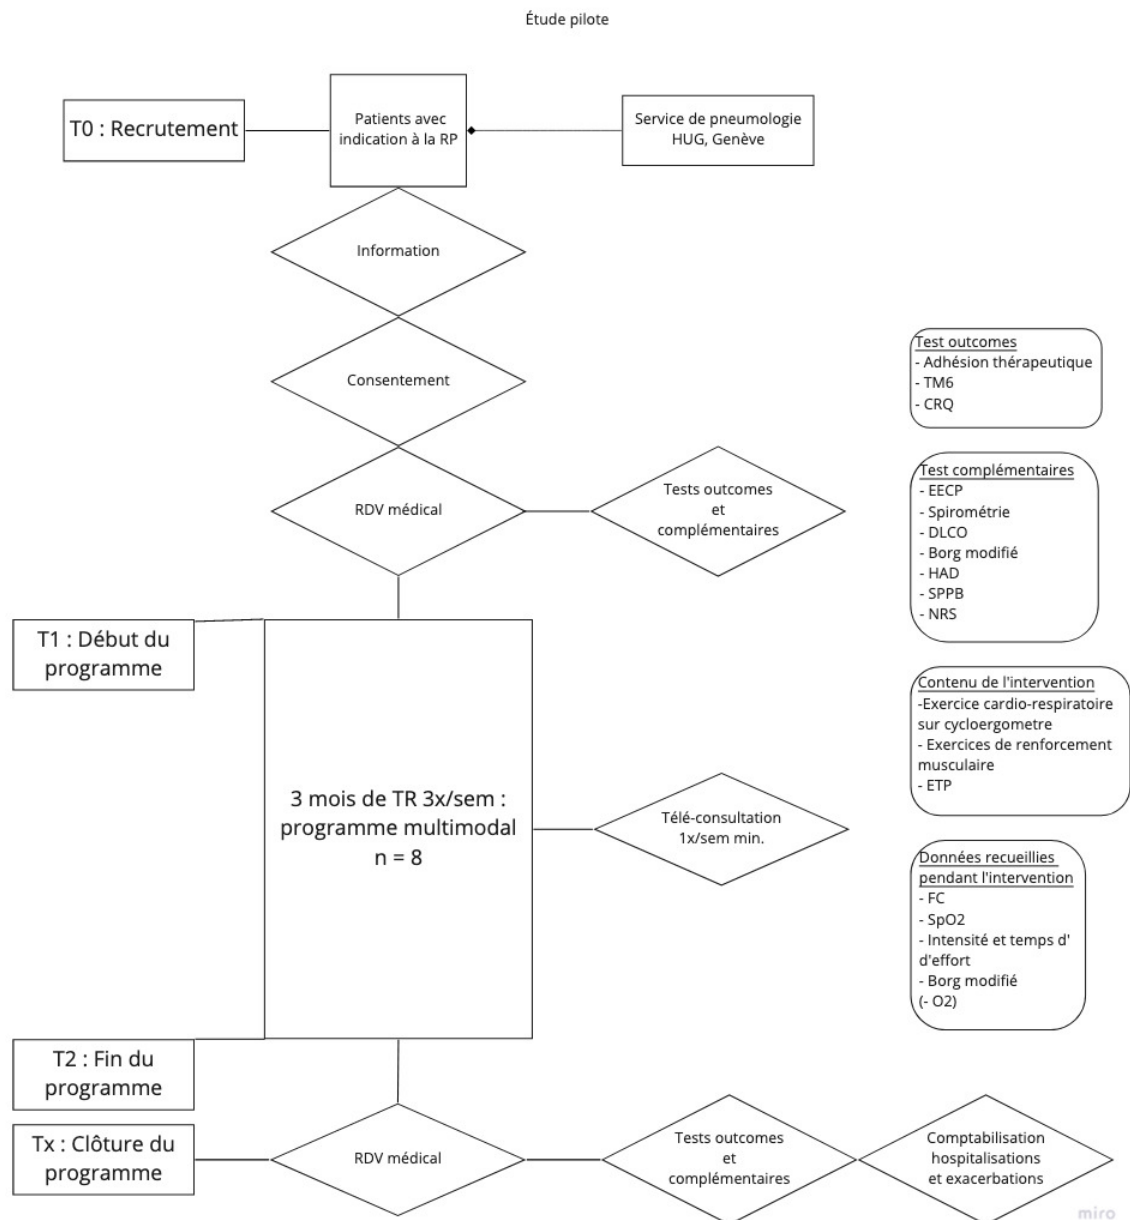 Étude pilote
T0 : Recrutement
Patients avec
indication à la RP
Service de pneumologie
HUG, Genève
Information
Consentement
RDV médical
Tests outcomes
et
complémentaires
Test outcomes
- Adhésion thérapeutique
- TM6
- CRQ
Test complémentaires
- EECP
- Spirométrie
- DLCO
- Borg modifié
- HAD
- SPPB
- NRS
T1 : Début du
programme
3 mois de TR 3x/sem :
programme multimodal
n = 8
Télé-consultation
1x/sem min.
Contenu de l'intervention
-Exercice cardio-respiratoire
sur cycloergometre
- Exercices de renforcement
musculaire
- ETP
Données recueillies
pendant l'intervention
- FC
- SpO2
- Intensité et temps d'
d'effort
- Borg modifié
(- O2)
T2 : Fin du
programme
Tx : Clôture du
programme
RDV médical
Tests outcomes
et
complémentaires
Comptabilisation
hospitalisations
et exacerbations
miro